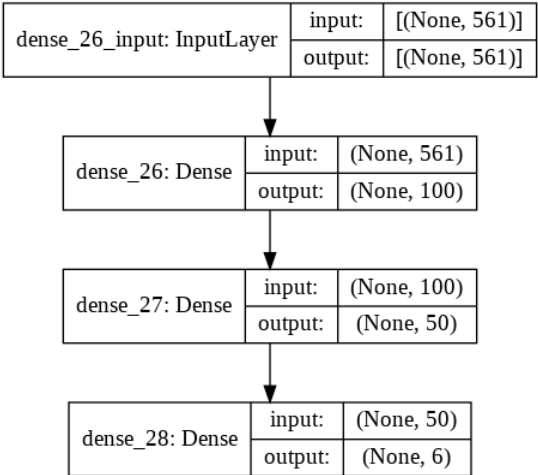 dense_26_input: InputLayer
input: [(None, 561)]
output: [(None, 561)]
dense_26: Dense
input: (None, 561)
output: (None, 100)
dense_27: Dense
input: (None, 100)
output: (None, 50)
dense_28: Dense
input: (None, 50)
output: (None, 6)